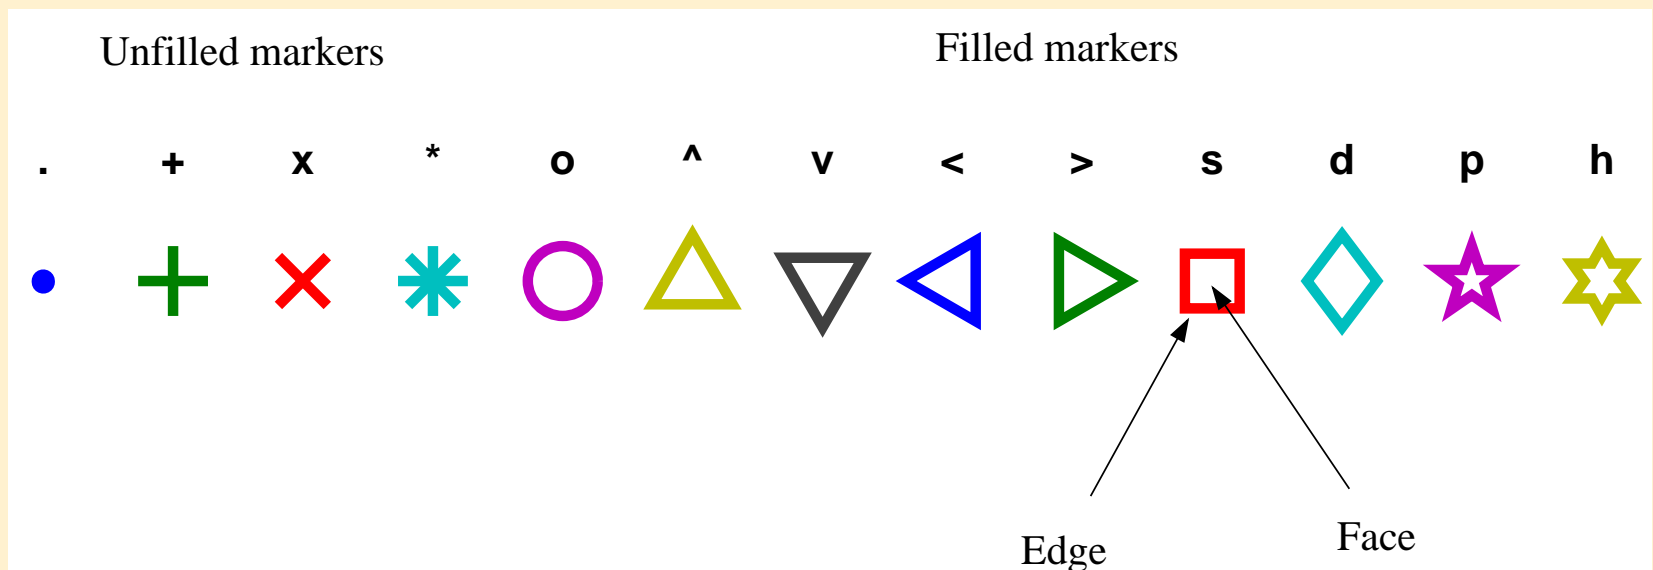 Unfilled markers
Filled markers
. + x * o ^ v < > s d p h
Edge
Face